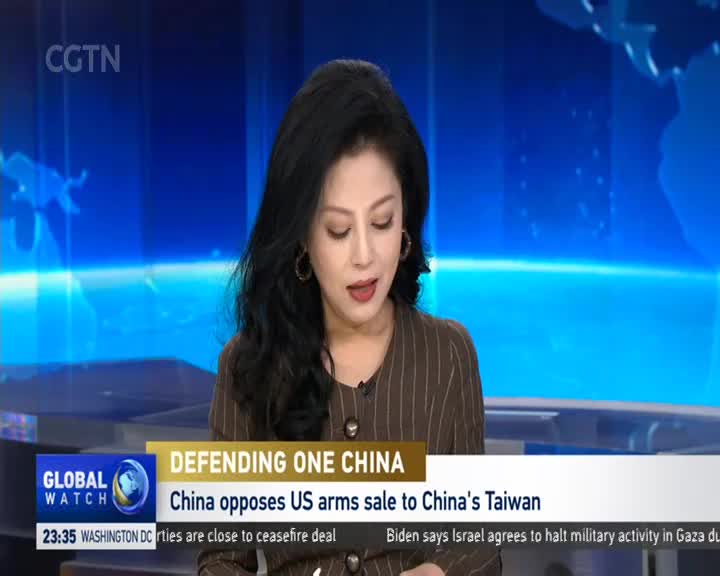 CGTN
DEFENDING ONE CHINA
China opposes US arms sale to China's Taiwan
GLOBAL
WATCH
23:35 WASHINGTON DC rties are close to ceasefire deal Biden says Israel agrees to halt military activity in Gaza du